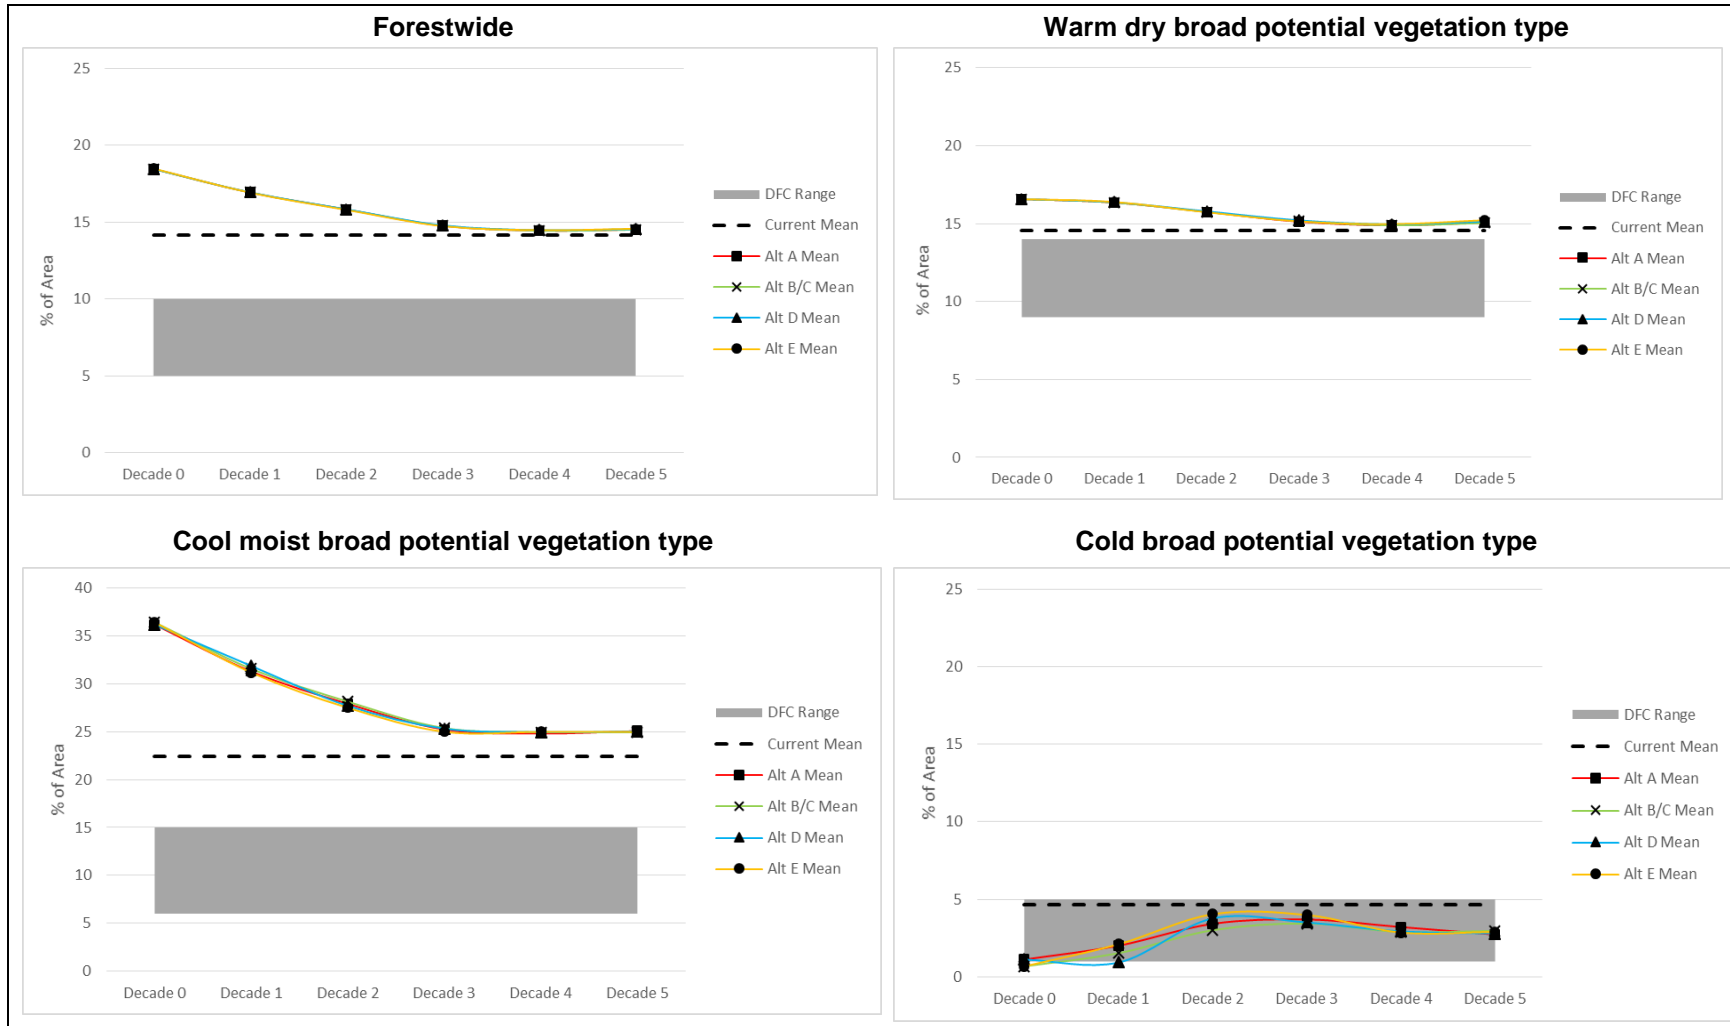 Forestwide
25
20
15
10
5
0
% of Area
Decade 0 Decade 1 Decade 2 Decade 3 Decade 4 Decade 5
DFC Range
Current Mean
Alt A Mean
Alt B/C Mean
Alt D Mean
Alt E Mean
Warm dry broad potential vegetation type
25
20
15
10
5
0
% of Area
Decade 0 Decade 1 Decade 2 Decade 3 Decade 4 Decade 5
DFC Range
Current Mean
Alt A Mean
Alt B/C Mean
Alt D Mean
Alt E Mean
Cool moist broad potential vegetation type
40
35
30
25
20
15
10
5
0
% of Area
Decade 0 Decade 1 Decade 2 Decade 3 Decade 4 Decade 5
DFC Range
Current Mean
Alt A Mean
Alt B/C Mean
Alt D Mean
Alt E Mean
Cold broad potential vegetation type
25
20
15
10
5
0
% of Area
Decade 0 Decade 1 Decade 2 Decade 3 Decade 4 Decade 5
DFC Range
Current Mean
Alt A Mean
Alt B/C Mean
Alt D Mean
Alt E Mean